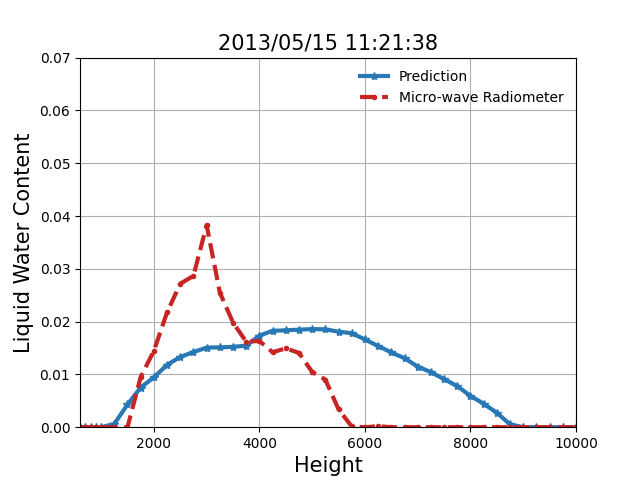 2013/05/15 11:21:38
Liquid Water Content
0.07
0.06
0.05
0.04
0.03
0.02
0.01
0.00
Prediction
Micro-wave Radiometer
2000 4000 6000 8000 10000
Height